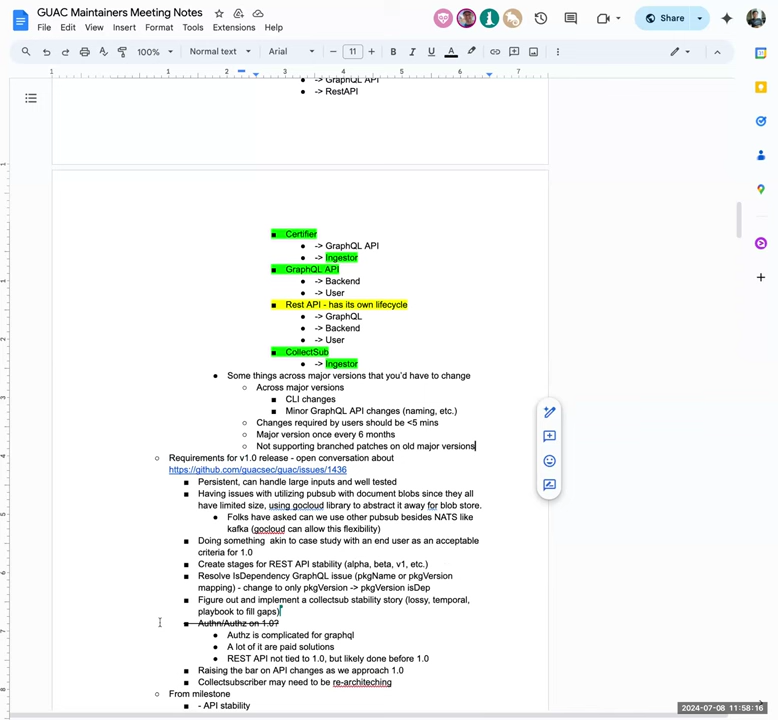 GUAC Maintainers Meeting Notes
File Edit View Insert Format Tools Extensions Help
Share
100% Normal text Arial 11 B I U A
1 1 2 3 4 5 6 7
-> GraphQL API
-> RestAPI
Certifier
-> GraphQL API
-> Ingestor
GraphQL API
-> Backend
-> User
Rest API - has its own lifecycle
-> GraphQL
-> Backend
-> User
CollectSub
-> Ingestor
Some things across major versions that you'd have to change
Across major versions
CLI changes
Minor GraphQL API changes (naming, etc.)
Changes required by users should be <5 mins
Major version once every 6 months
Not supporting branched patches on old major versions
Requirements for v1.0 release - open conversation about
https://github.com/guacsec/guac/issues/1436
Persistent, can handle large inputs and well tested
Having issues with utilizing pubsub with document blobs since they all
have limited size, using gocloud library to abstract it away for blob store.
Folks have asked can we use other pubsub besides NATS like
kafka (gocloud can allow this flexibility)
Doing something akin to case study with an end user as an acceptable
criteria for 1.0
Create stages for REST API stability (alpha, beta, v1, etc.)
Resolve IsDependency GraphQL issue (pkgName or pkgVersion
mapping) - change to only pkgVersion -> pkgVersion isDep
Figure out and implement a collectsub stability story (lossy, temporal,
playbook to fill gaps)
Authn/Authz on 1.0?
Authz is complicated for graphql
A lot of it are paid solutions
REST API not tied to 1.0, but likely done before 1.0
Raising the bar on API changes as we approach 1.0
Collectsubscriber may need to be re-architeching
From milestone
- API stability
2024-07-08 11:58:16